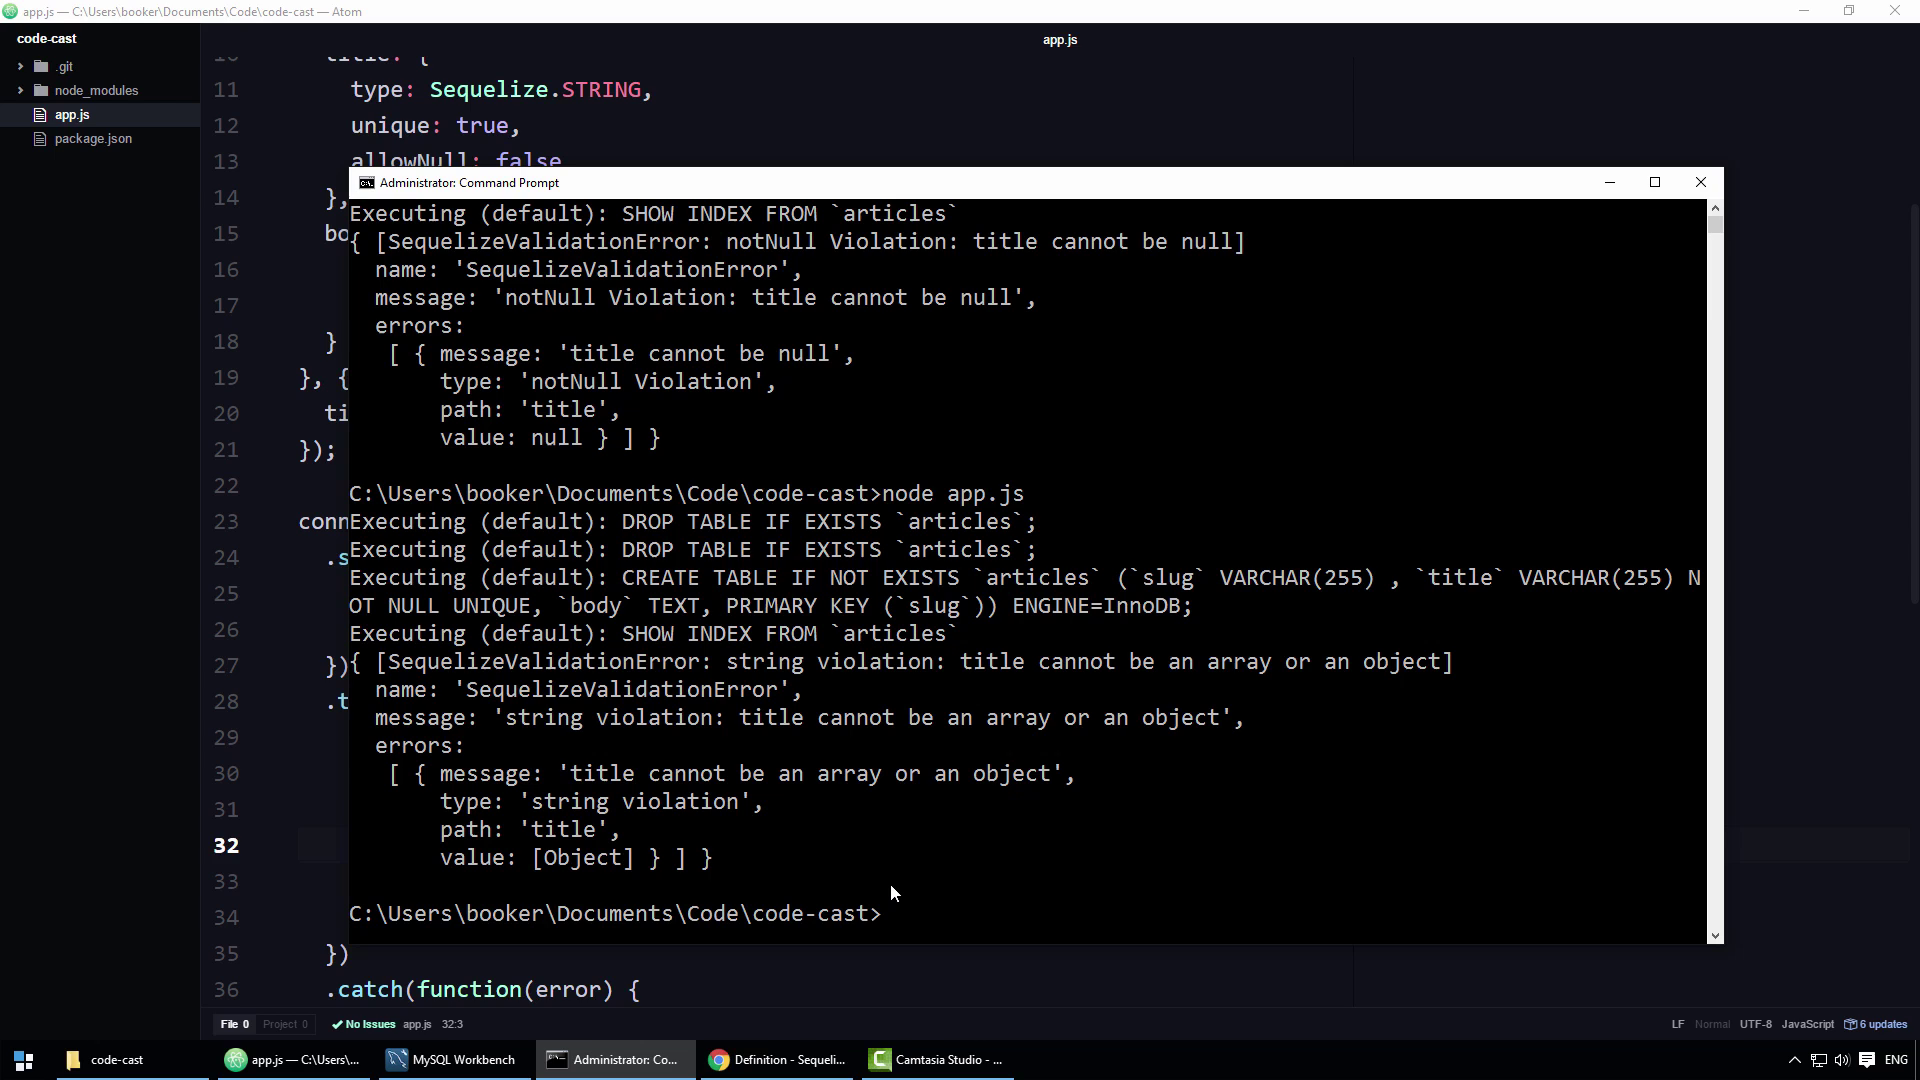 app.js — C:\Users\booker\Documents\Code\code-cast — Atom
code-cast
.git
node_modules
app.js
package.json
app.js
11 type: Sequelize.STRING,
12 unique: true,
13 allowNull: false
14 },
15 bo
16
17
18 }
19 }, {
20 ti
21 });
22
23 conn
24 .s
25
26
27 })
28 .t
29
30
31
32
33
34
35 })
36 .catch(function(error) {
Administrator: Command Prompt
Executing (default): SHOW INDEX FROM `articles`
{ [SequelizeValidationError: notNull Violation: title cannot be null]
name: 'SequelizeValidationError',
message: 'notNull Violation: title cannot be null',
errors:
[ { message: 'title cannot be null',
type: 'notNull Violation',
path: 'title',
value: null } ] }
C:\Users\booker\Documents\Code\code-cast>node app.js
Executing (default): DROP TABLE IF EXISTS `articles`;
Executing (default): DROP TABLE IF EXISTS `articles`;
Executing (default): CREATE TABLE IF NOT EXISTS `articles` (`slug` VARCHAR(255) , `title` VARCHAR(255) N
OT NULL UNIQUE, `body` TEXT, PRIMARY KEY (`slug`)) ENGINE=InnoDB;
Executing (default): SHOW INDEX FROM `articles`
{ [SequelizeValidationError: string violation: title cannot be an array or an object]
name: 'SequelizeValidationError',
message: 'string violation: title cannot be an array or an object',
errors:
[ { message: 'title cannot be an array or an object',
type: 'string violation',
path: 'title',
value: [Object] } ] }
C:\Users\booker\Documents\Code\code-cast>
File 0 Project 0 No Issues app.js 32:3
LF Normal UTF-8 JavaScript 6 updates
code-cast
app.js — C:\Users\...
MySQL Workbench
Administrator: Co...
Definition - Sequeli...
Camtasia Studio - ...
ENG